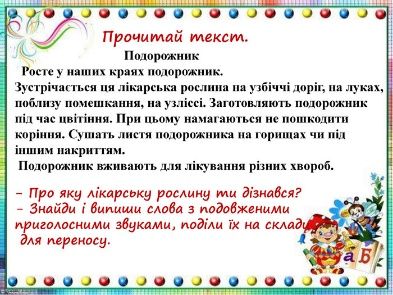 Прочитай текст.
Подорожник
Росте у наших краях подорожник.
Зустрічається ця лікарська рослина на узбіччі доріг, на луках,
поблизу помешкання, на узліссі. Заготовляють подорожник
під час цвітіння. При цьому намагаються не пошкодити
коріння. Сушать листя подорожника на горищах чи під
іншим накриттям.
Подорожник вживають для лікування різних хвороб.
- Про яку лікарську рослину ти дізнався?
- Знайди і випиши слова з подовженими
приголосними звуками, поділи їх на склади
для переносу.
а Б